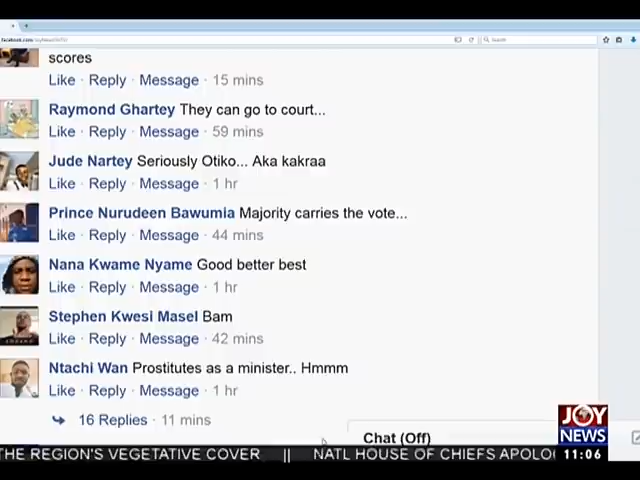 scores
Like · Reply · Message · 15 mins
Raymond Ghartey They can go to court...
Like · Reply · Message · 59 mins
Jude Nartey Seriously Otiko... Aka kakraa
Like · Reply · Message · 1 hr
Prince Nurudeen Bawumia Majority carries the vote...
Like · Reply · Message · 44 mins
Nana Kwame Nyame Good better best
Like · Reply · Message · 1 hr
Stephen Kwesi Masel Bam
Like · Reply · Message · 42 mins
Ntachi Wan Prostitutes as a minister.. Hmmm
Like · Reply · Message · 1 hr
16 Replies · 11 mins
Chat (Off)
JOY
NEWS
THE REGION'S VEGETATIVE COVER || NATL HOUSE OF CHIEFS APOLO
11:06